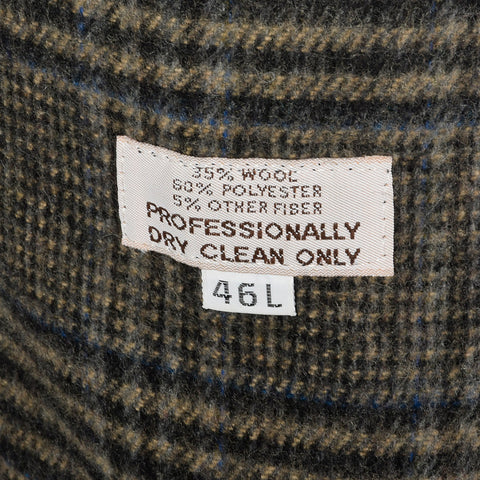 35% WOOL
60% POLYESTER
5% OTHER FIBER
PROFESSIONALLY
DRY CLEAN ONLY
46L